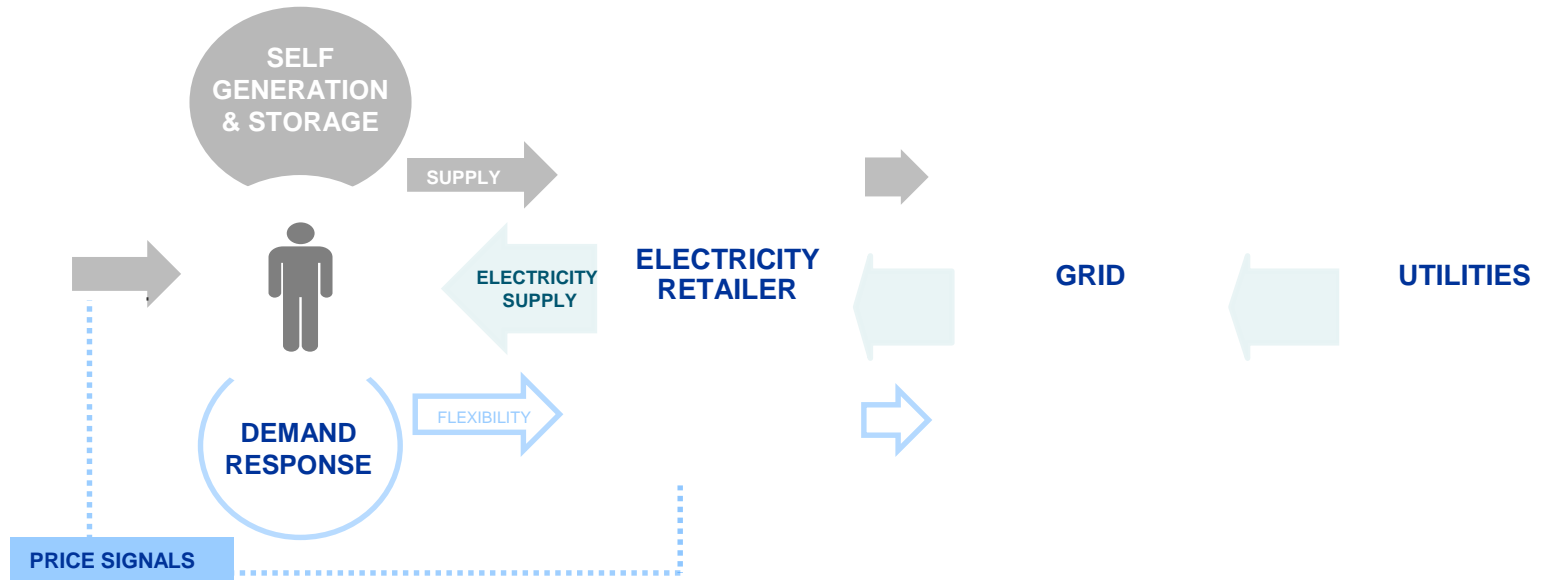 SELF
GENERATION
& STORAGE
SUPPLY
ELECTRICITY
SUPPLY
ELECTRICITY
RETAILER
GRID
UTILITIES
FLEXIBILITY
DEMAND
RESPONSE
PRICE SIGNALS